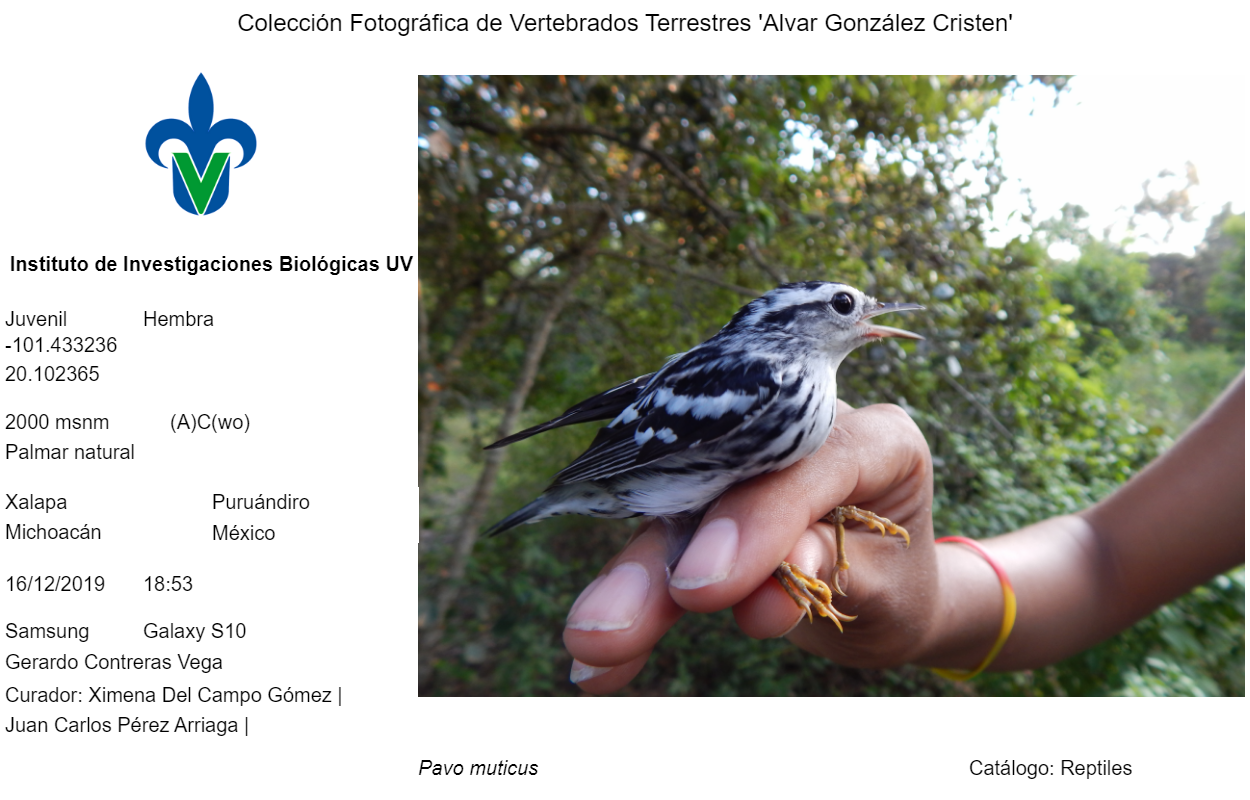 Colección Fotográfica de Vertebrados Terrestres 'Alvar González Cristen'
V
Instituto de Investigaciones Biológicas UV
Juvenil Hembra
-101.433236
20.102365
2000 msnm (A)C(wo)
Palmar natural
Xalapa Puruándiro
Michoacán México
16/12/2019 18:53
Samsung Galaxy S10
Gerardo Contreras Vega
Curador: Ximena Del Campo Gómez |
Juan Carlos Pérez Arriaga |
Pavo muticus Catálogo: Reptiles